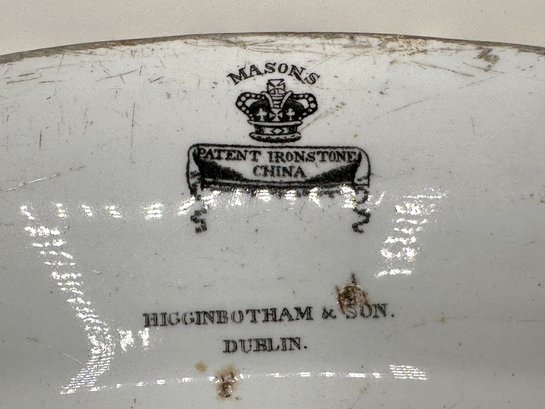 MASONS
PATENT IRONSTONE
CHINA
HIGGINBOTHAM & SON.
DUBLIN.